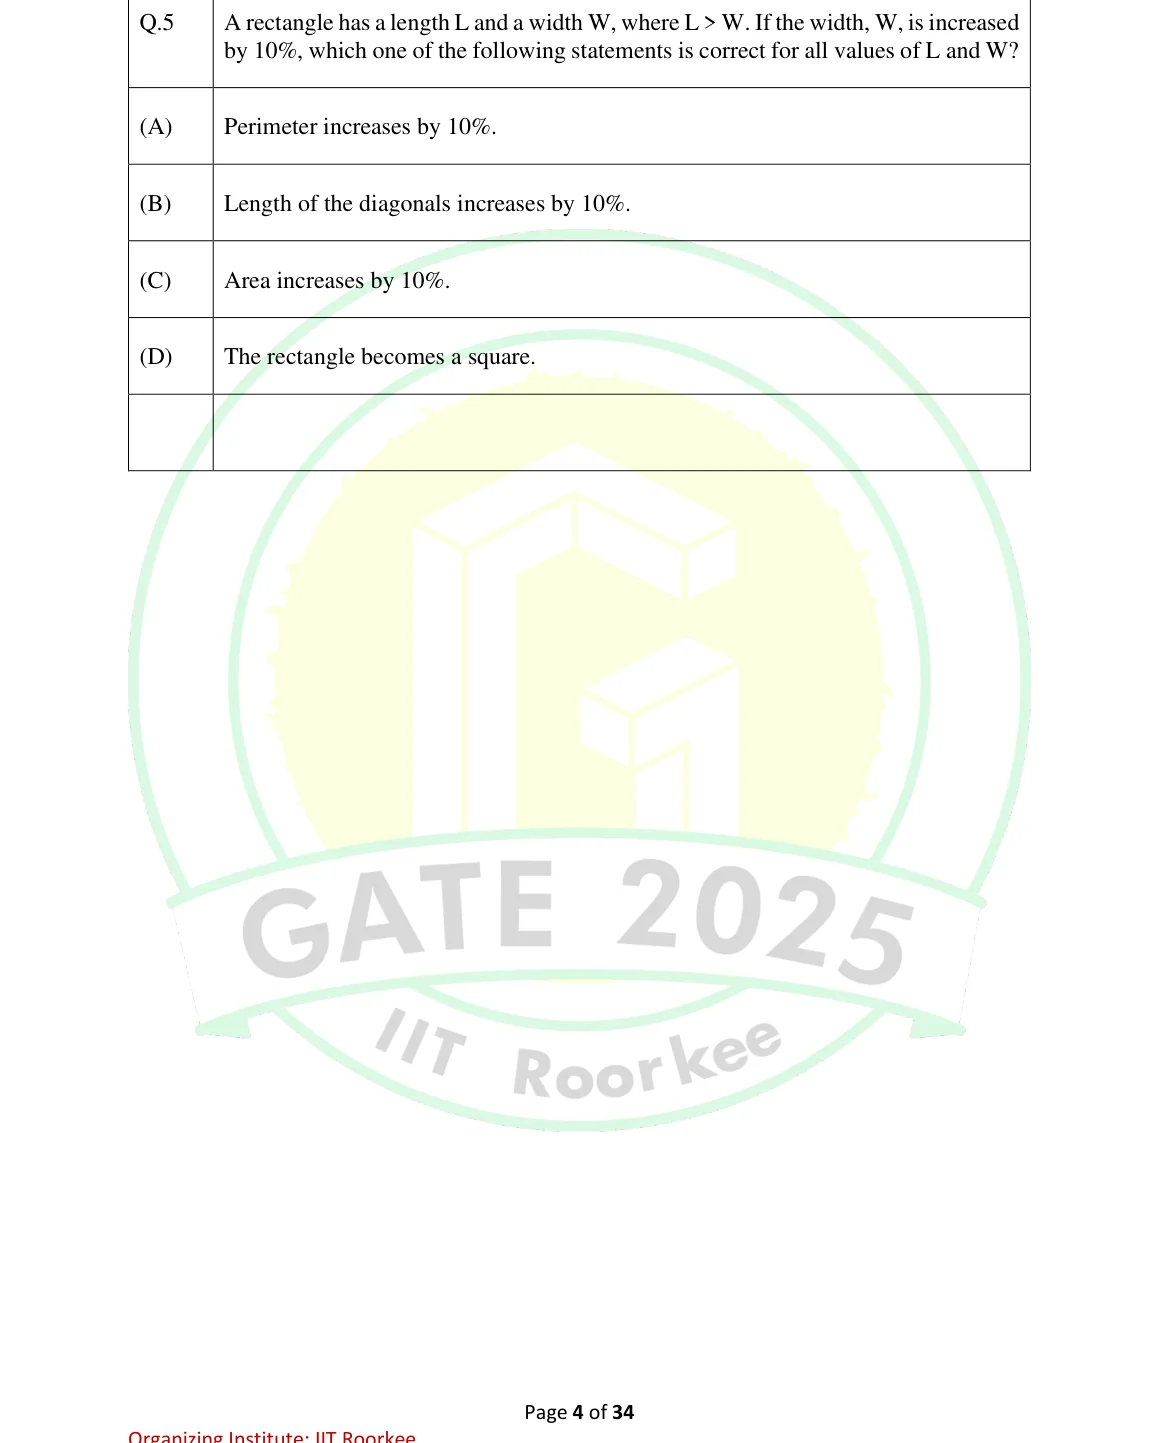 Q.5
A rectangle has a length L and a width W, where L > W. If the width, W, is increased
by 10%, which one of the following statements is correct for all values of L and W?
(A)
Perimeter increases by 10%.
(B)
Length of the diagonals increases by 10%.
(C)
Area increases by 10%.
(D)
The rectangle becomes a square.
GATE 2025
IIT Roorkee
Page 4 of 34
Organizing Institute: IIT Roorkee